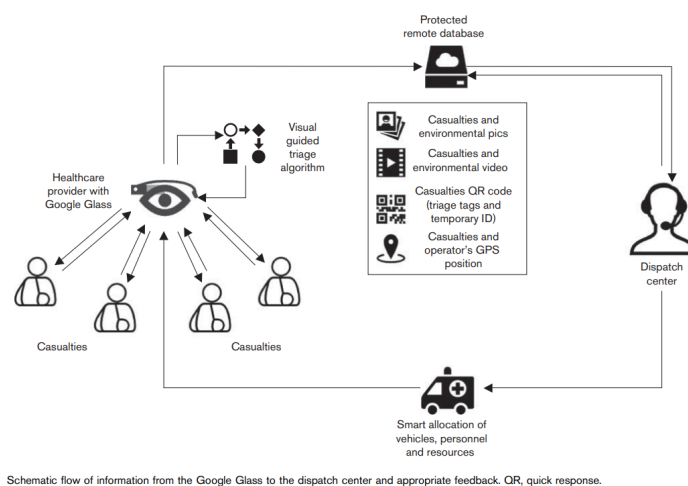 Protected
remote database
Casualties and
environmental pics
Casualties and
environmental video
Casualties QR code
(triage tags and
temporary ID)
Casualties and
operator's GPS
position
Visual
guided
triage
algorithm
Healthcare
provider with
Google Glass
Dispatch
center
Casualties
Casualties
Smart allocation of
vehicles, personnel
and resources
Schematic flow of information from the Google Glass to the dispatch center and appropriate feedback. QR, quick response.